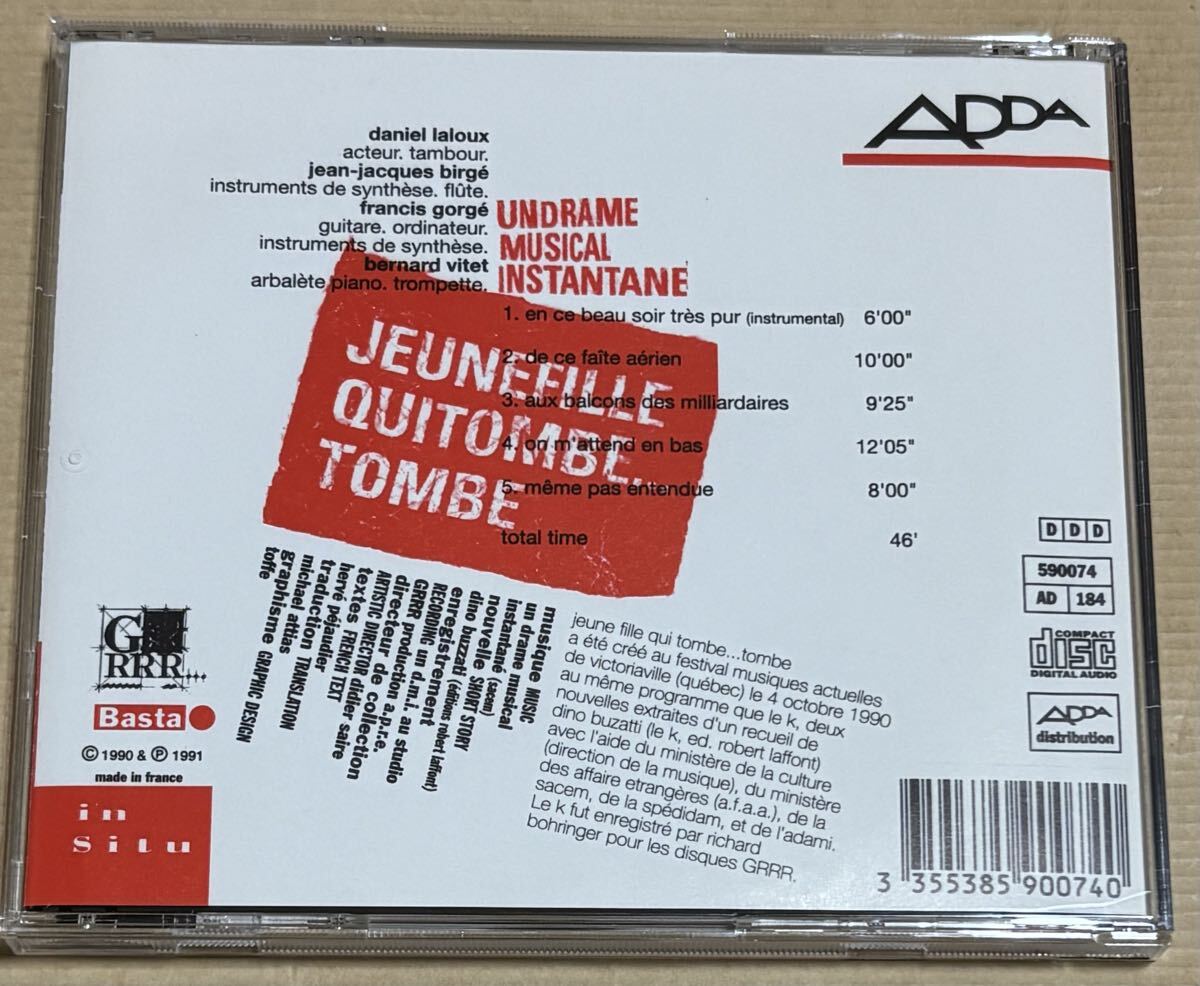 ADDA
daniel laloux
acteur. tambour.
jean-jacques birgé
instruments de synthèse. flûte.
francis gorgé
guitare. ordinateur.
instruments de synthèse.
bernard vitet
arbalète piano. trompette.
UNDRAME
MUSICAL
INSTANTANÉ
1. en ce beau soir très pur (instrumental) 6'00"
2. de ce faîte aérien 10'00"
3. aux balcons des milliardaires 9'25"
4. on m'attend en bas 12'05"
5. même pas entendue 8'00"
total time 46'
JEUNEFILLE
QUITOMBE...
TOMBE
musique MUSIC
un drame musical
instantané (sacem)
nouvelle SHORT STORY
dino buzzati (éditions robert laffont)
enregistrement
RECORDING un d.m.i. au studio
GRRR production a.p.r.e.
directeur de collection
ARTISTIC DIRECTOR didier saire
textes FRENCH TEXT
hervé péjaudier
traduction TRANSLATION
michael attias
graphisme GRAPHIC DESIGN
toffe
jeune fille qui tombe...tombe
a été créé au festival musiques actuelles
de victoriaville (québec) le 4 octobre 1990
au même programme que le k, deux
nouvelles extraites d'un recueil de
dino buzatti (le k, ed. robert laffont)
avec l'aide du ministère de la culture
(direction de la musique), du ministère
des affaire etrangères (a.f.a.a.), de la
sacem, de la spédidam, et de l'adami.
Le k fut enregistré par richard
bohringer pour les disques GRRR.
GRRRR...
Basta
© 1990 & ℗ 1991
made in france
in
situ
DDD
590074
AD 184
COMPACT
disc
DIGITAL AUDIO
ADDA
distribution
3 355385 900740